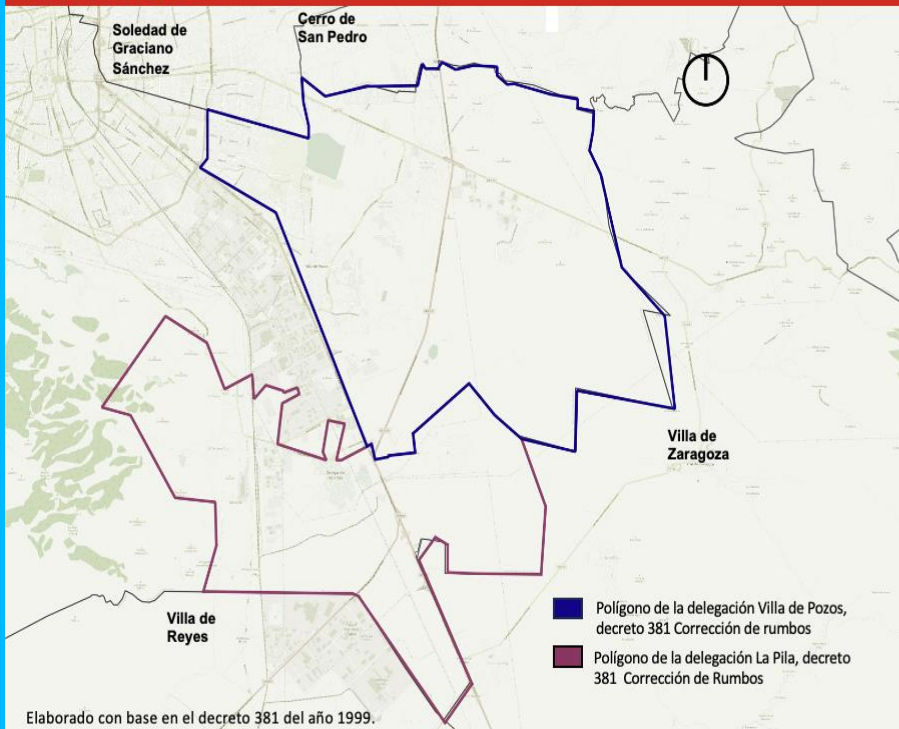 Soledad de
Graciano
Sánchez
Cerro de
San Pedro
Villa de
Zaragoza
Villa de
Reyes
Polígono de la delegación Villa de Pozos,
decreto 381 Corrección de rumbos
Polígono de la delegación La Pila, decreto
381 Corrección de Rumbos
Elaborado con base en el decreto 381 del año 1999.